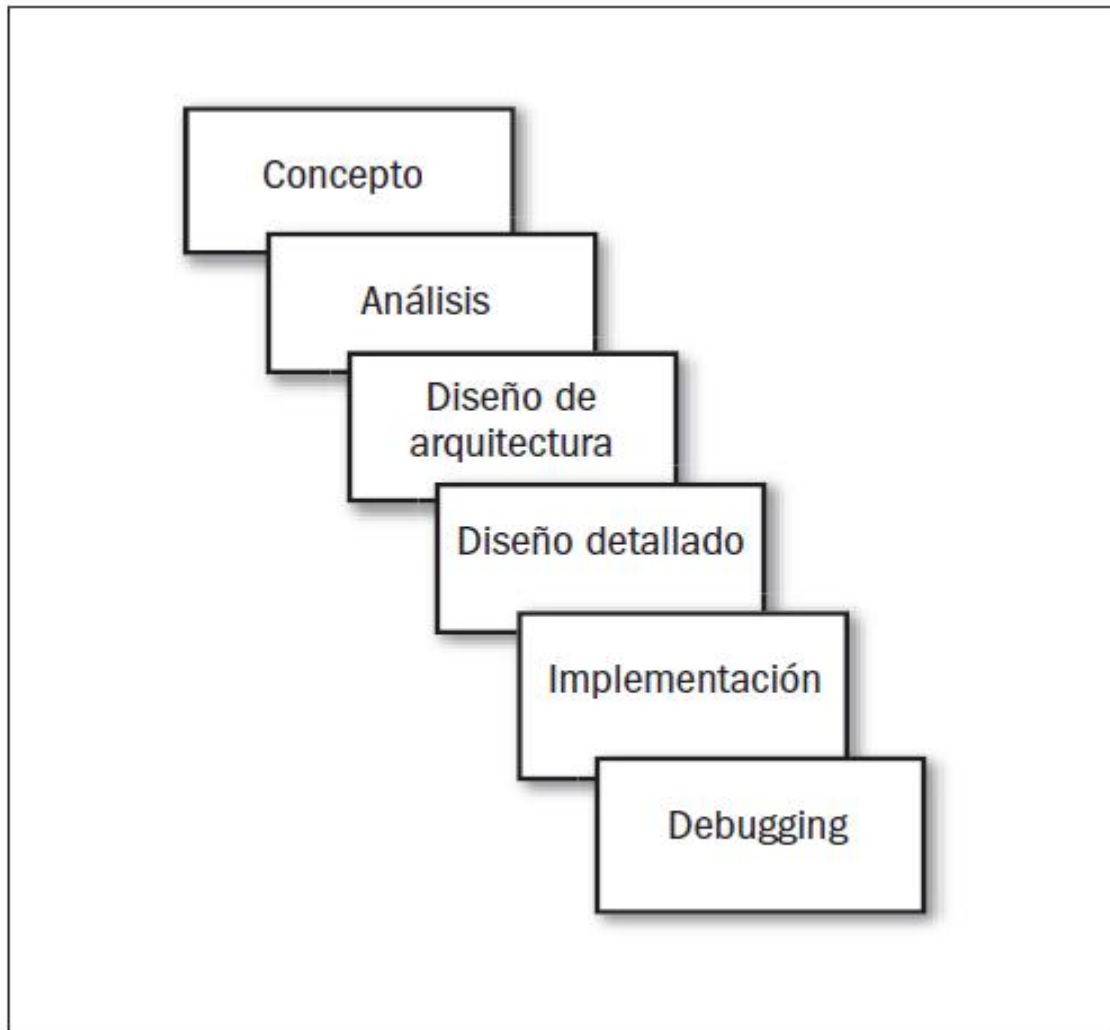 Concepto
Análisis
Diseño de
arquitectura
Diseño detallado
Implementación
Debugging